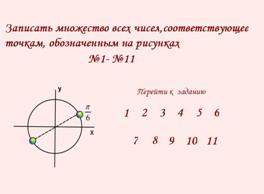 Записать множество всех чисел,соответствующее
точкам, обозначенным на рисунках
№1- №11
Перейти к заданию
y
π
6
x
1 2 3 4 5 6
7 8 9 10 11